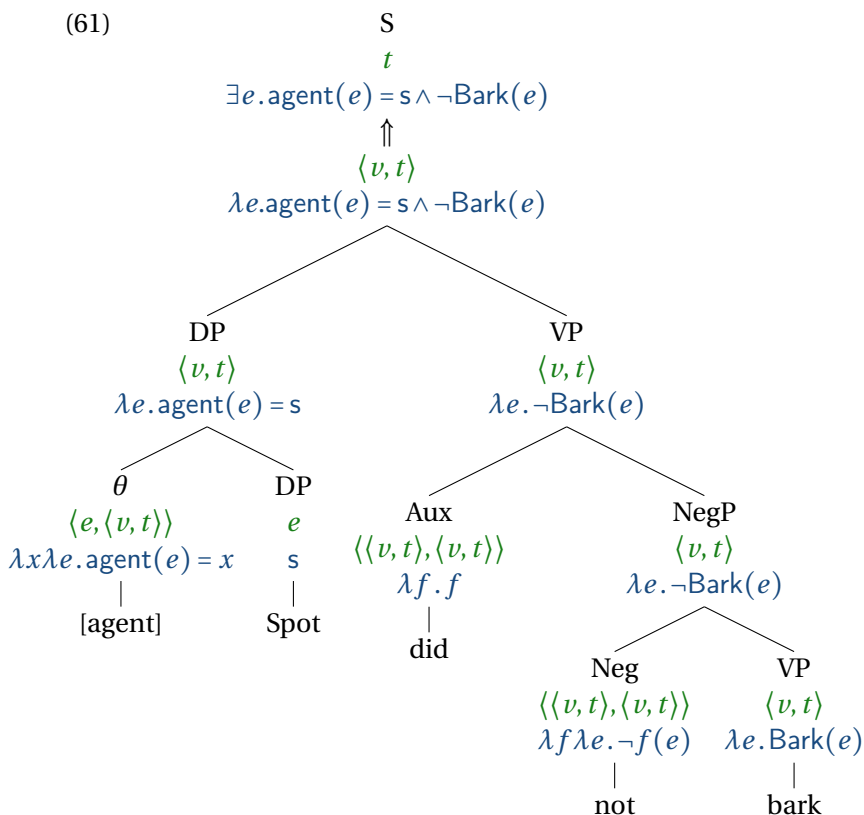 (61) S
t
∃e.agent(e) = s ∧ ¬Bark(e)
⇑
⟨v, t⟩
λe.agent(e) = s ∧ ¬Bark(e)
DP VP
⟨v, t⟩ ⟨v, t⟩
λe.agent(e) = s λe.¬Bark(e)
θ DP Aux NegP
⟨e,⟨v, t⟩⟩ e ⟨⟨v, t⟩,⟨v, t⟩⟩ ⟨v, t⟩
λxλe.agent(e) = x s λf.f λe.¬Bark(e)
[agent] Spot did
Neg VP
⟨⟨v, t⟩,⟨v, t⟩⟩ ⟨v, t⟩
λfλe.¬f(e) λe.Bark(e)
not bark